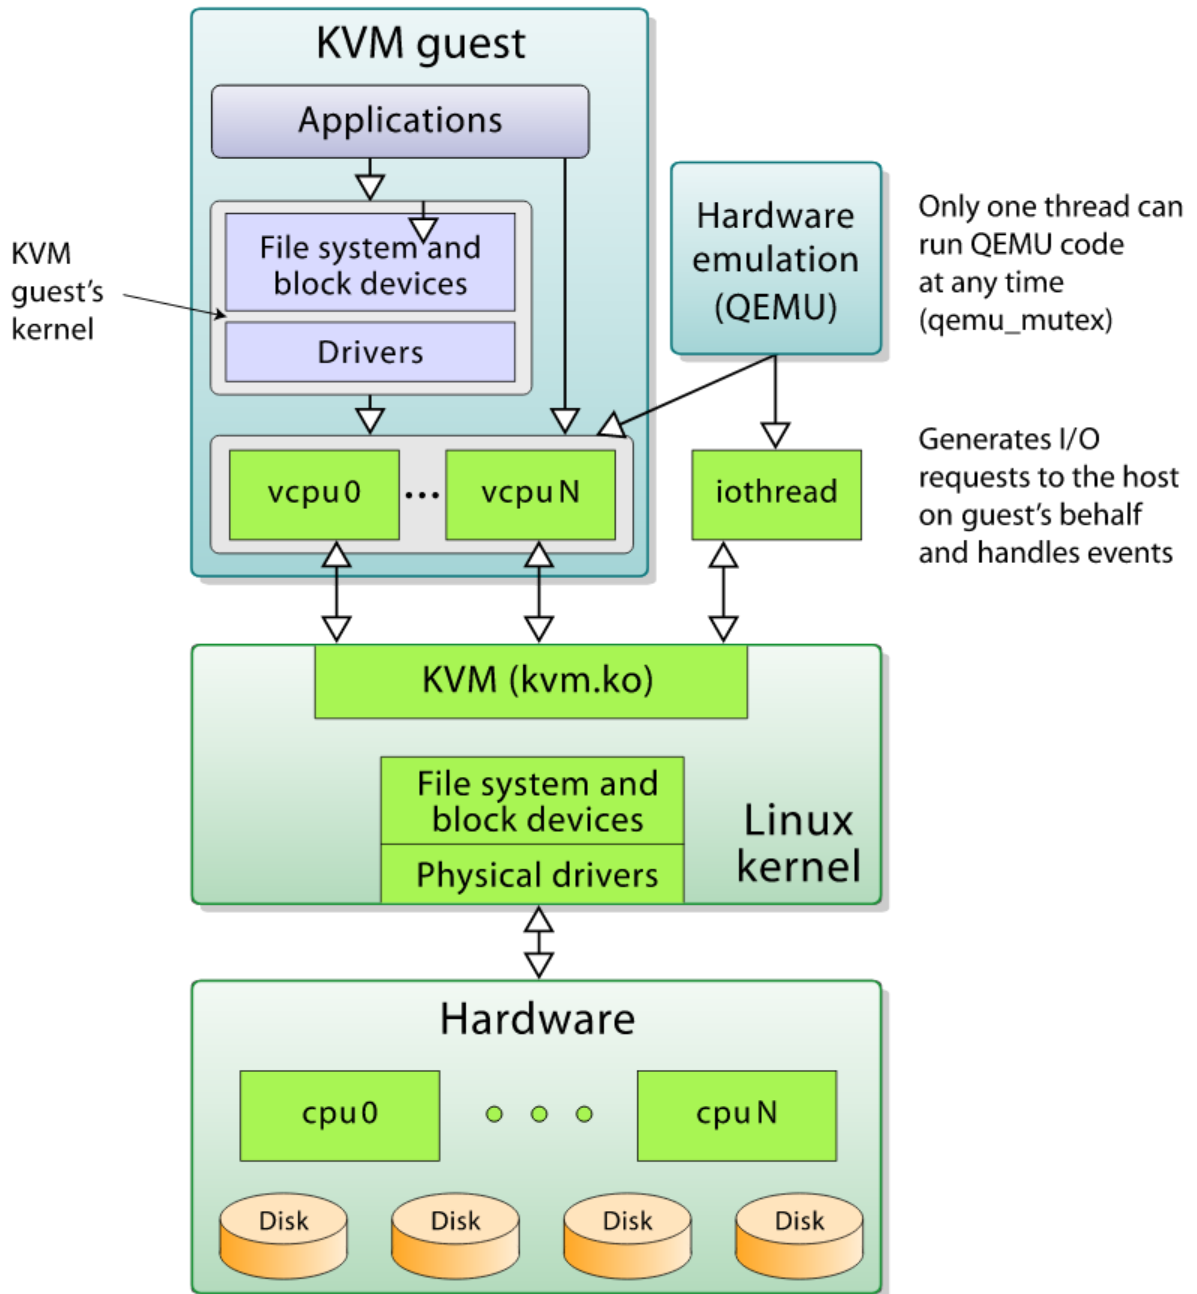 KVM guest
Applications
File system and
block devices
Drivers
KVM
guest's
kernel
vcpu 0
...
vcpu N
Hardware
emulation
(QEMU)
Only one thread can
run QEMU code
at any time
(qemu_mutex)
iothread
Generates I/O
requests to the host
on guest's behalf
and handles events
KVM (kvm.ko)
File system and
block devices
Physical drivers
Linux
kernel
Hardware
cpu 0
cpu N
Disk
Disk
Disk
Disk